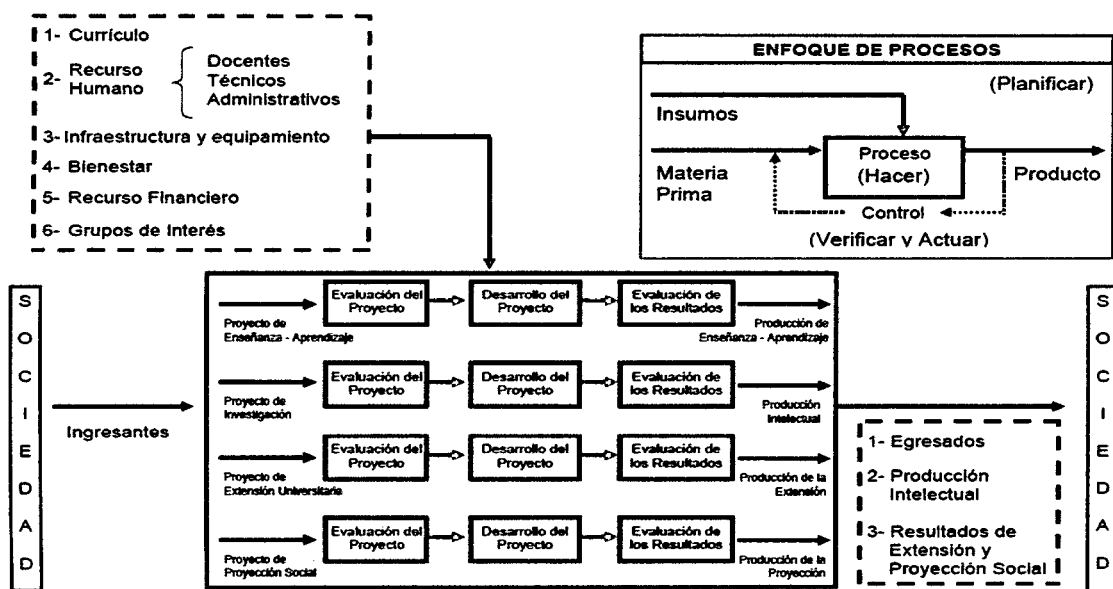 1- Currículo
2- Recurso
Humano
Docentes
Técnicos
Administrativos
3- Infraestructura y equipamiento
4- Bienestar
5- Recurso Financiero
6- Grupos de Interés
ENFOQUE DE PROCESOS
(Planificar)
Insumos
Materia
Prima
Proceso
(Hacer)
Producto
Control
(Verificar y Actuar)
SOCIEDAD
Ingresantes
Proyecto de
Enseñanza - Aprendizaje
Evaluación del
Proyecto
Desarrollo del
Proyecto
Evaluación de
los Resultados
Producción de
Enseñanza - Aprendizaje
Proyecto de
Investigación
Evaluación del
Proyecto
Desarrollo del
Proyecto
Evaluación de
los Resultados
Producción
Intelectual
Proyecto de
Extensión Universitaria
Evaluación del
Proyecto
Desarrollo del
Proyecto
Evaluación de
los Resultados
Producción de la
Extensión
Proyecto de
Proyección Social
Evaluación del
Proyecto
Desarrollo del
Proyecto
Evaluación de
los Resultados
Producción de la
Proyección
1- Egresados
2- Producción
Intelectual
3- Resultados de
Extensión y
Proyección Social
SOCIEDAD